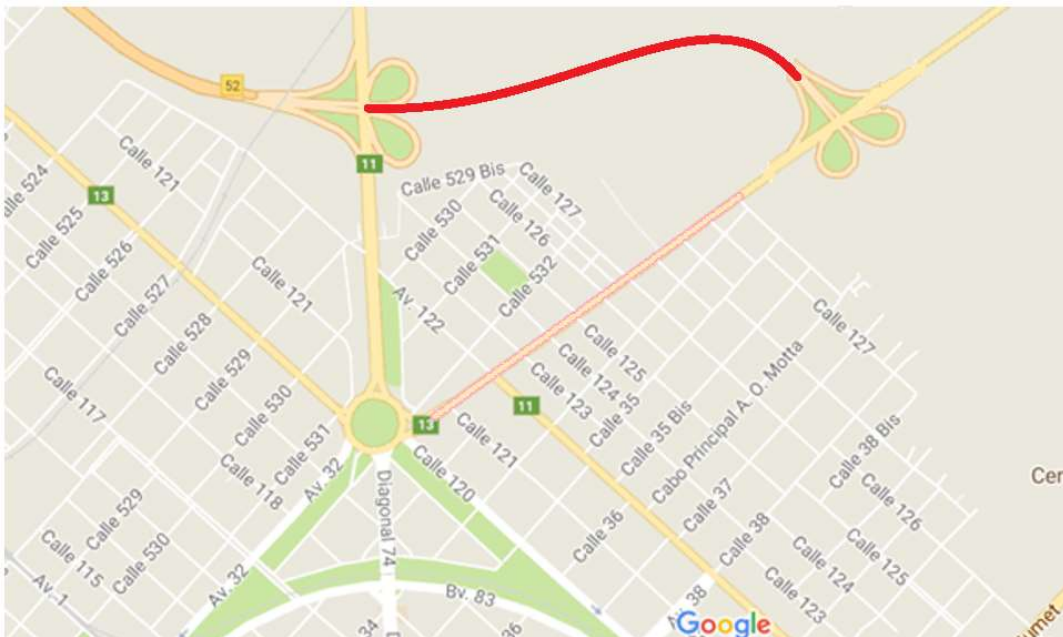 52
Calle 121
11
Calle 529 Bis
Calle 127
Calle 524
13
Calle 530
Calle 126
Calle 525
Calle 531
Calle 526
Calle 532
Calle 121
Av. 122
Calle 527
Calle 127
Calle 528
Calle 125
Calle 529
Calle 124
Calle 117
Calle 123
Calle 35
Cabo Principal A. O. Motta
11
Calle 530
13
Calle 35 Bis
Calle 38 Bis
Calle 531
Calle 121
Calle 118
Av. 32
Calle 120
Calle 37
Cer
Calle 529
Diagonal 74
Calle 36
Calle 126
Calle 530
Calle 38
Calle 115
Calle 125
Av. 32
Calle 124
Av. 1
Bv. 83
Av. 38
Calle 123
Google
34
D
36
umet